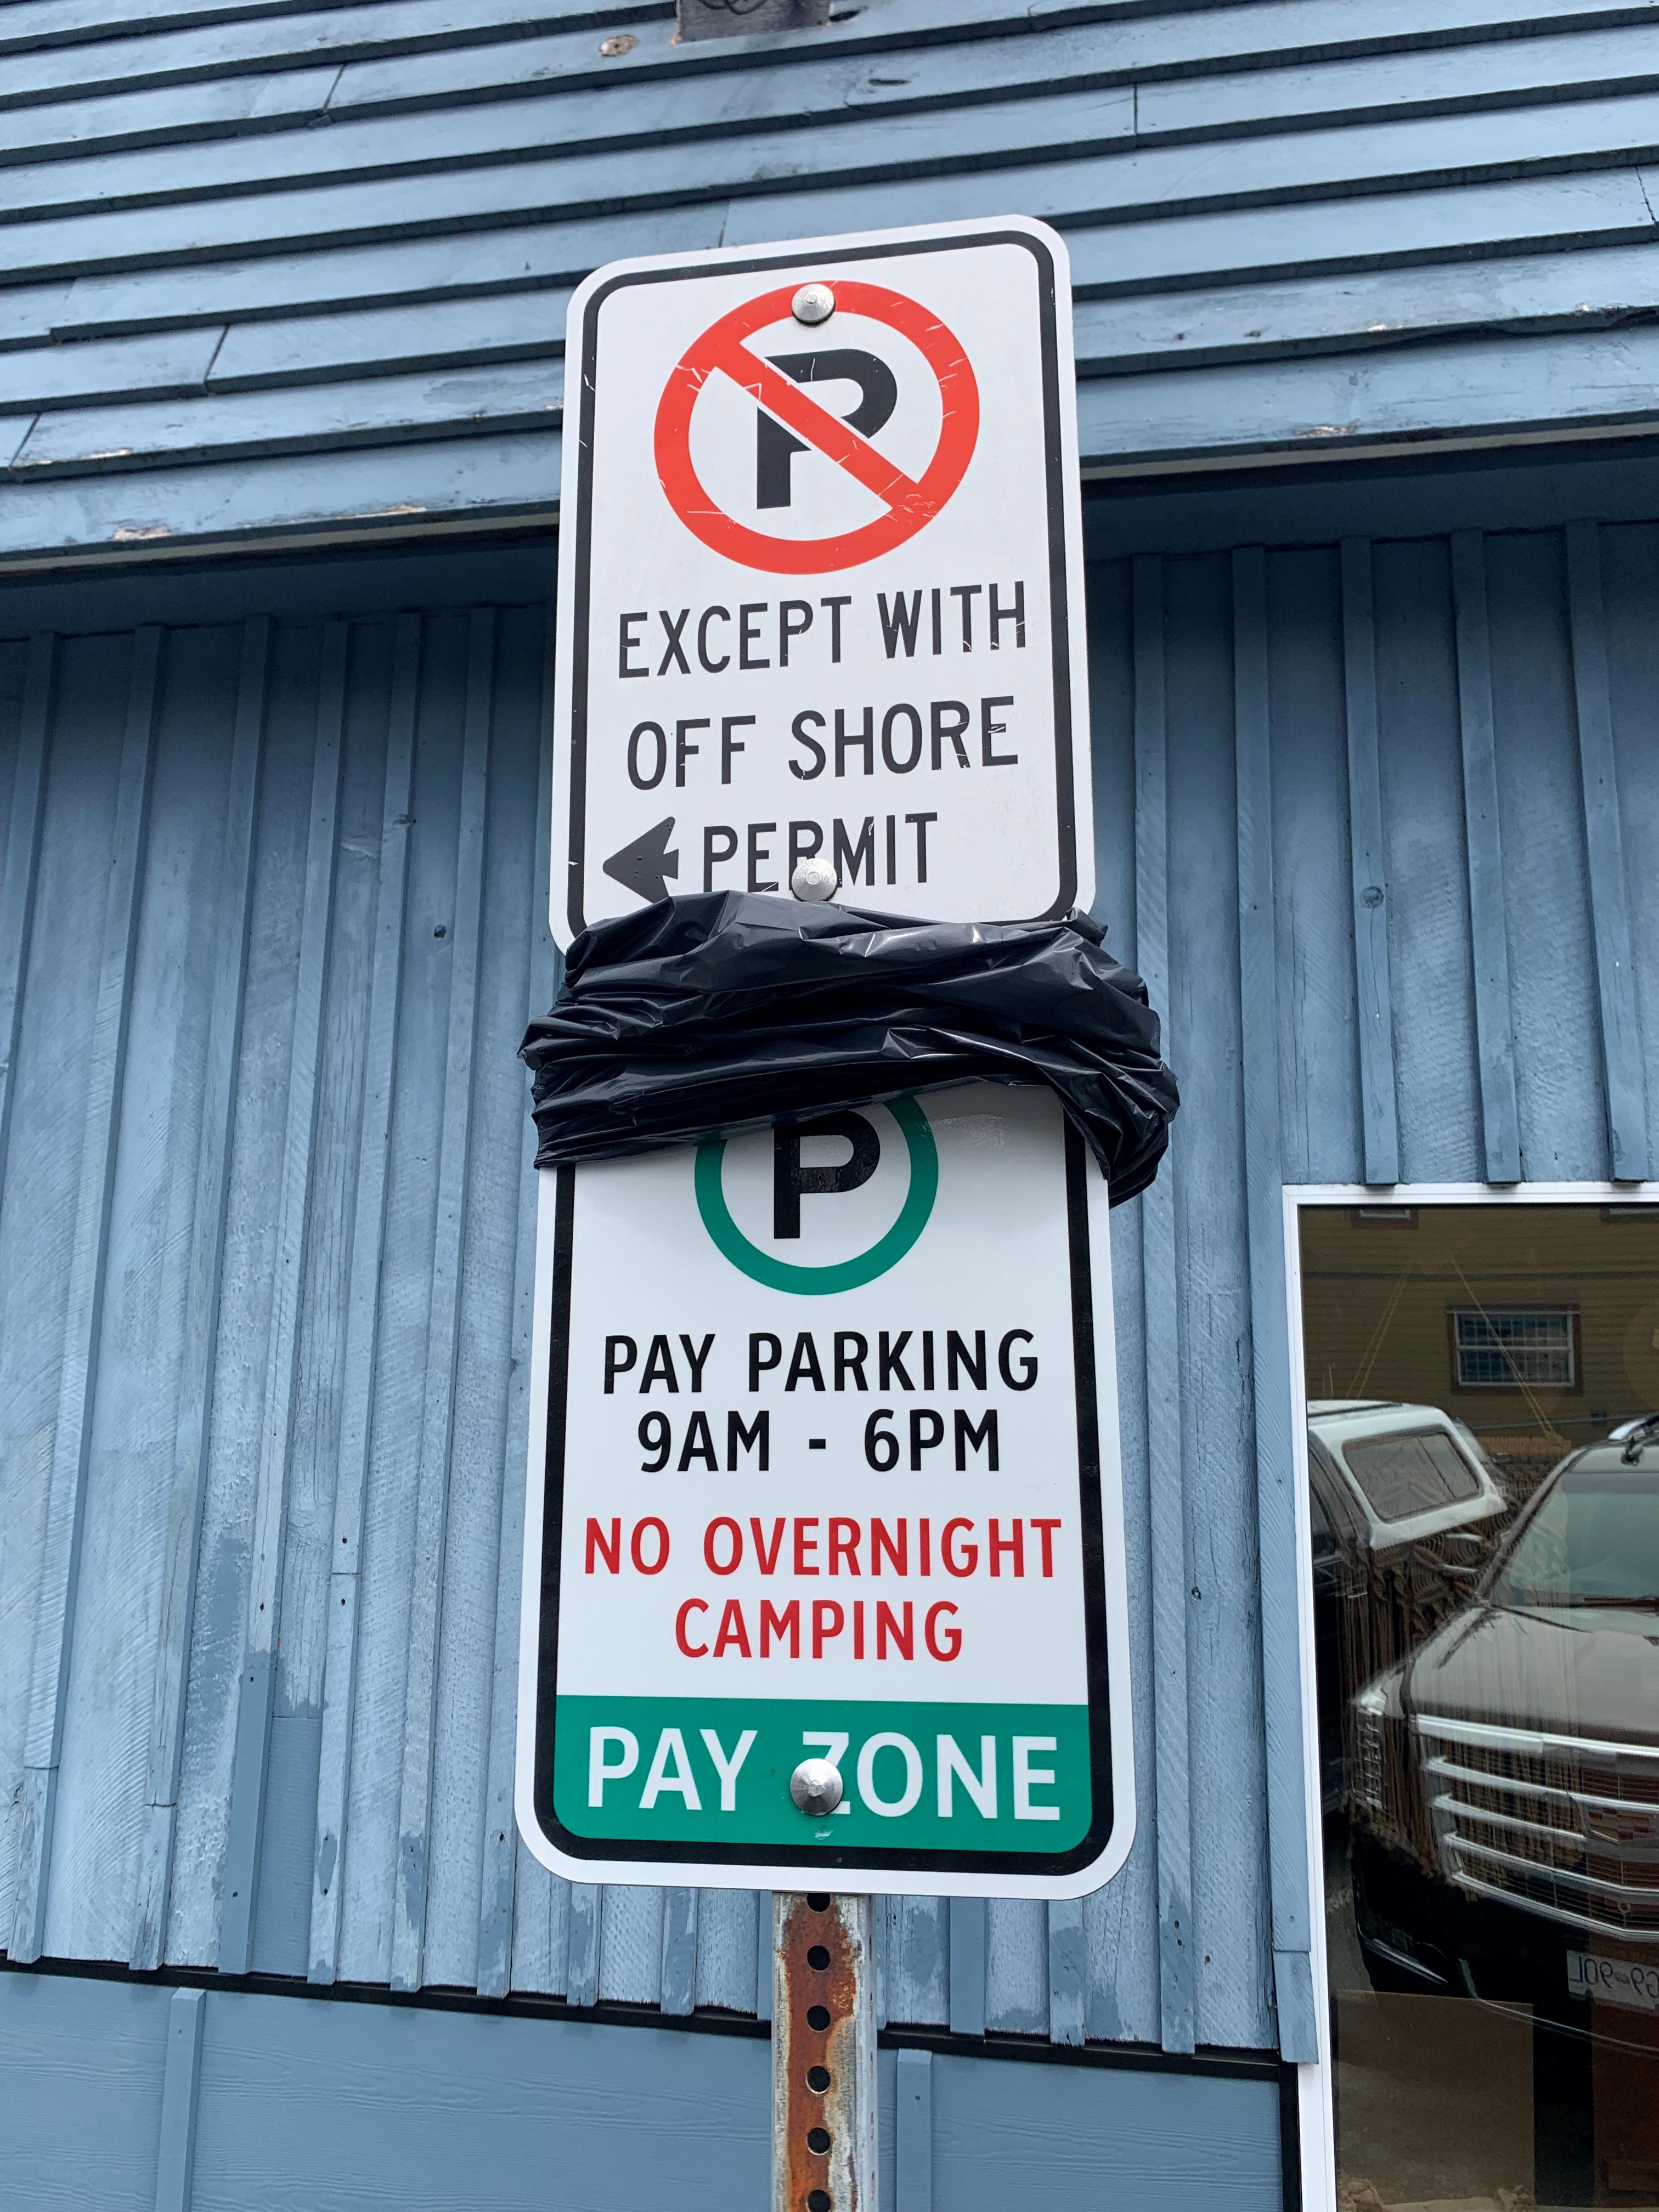 P
EXCEPT WITH
OFF SHORE
PERMIT
P
PAY PARKING
9AM - 6PM
NO OVERNIGHT
CAMPING
PAY ZONE